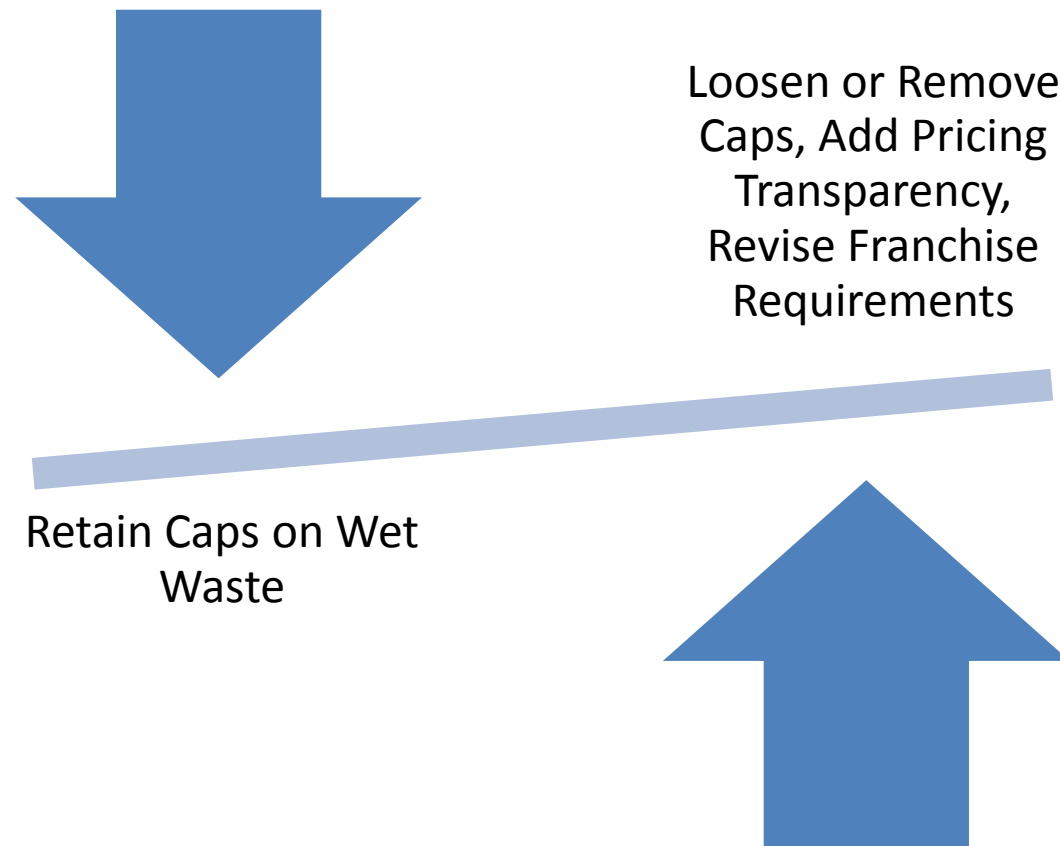 Loosen or Remove
Caps, Add Pricing
Transparency,
Revise Franchise
Requirements
Retain Caps on Wet
Waste